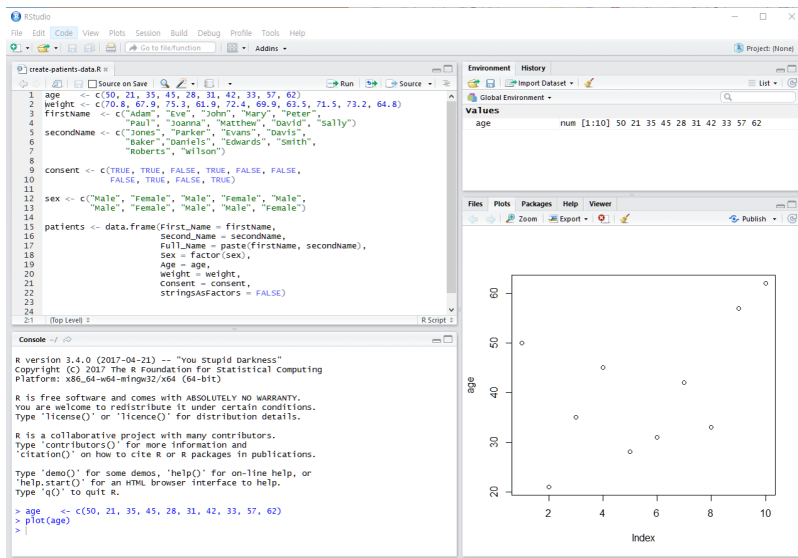 RStudio
File Edit Code View Plots Session Build Debug Profile Tools Help
Go to file/function Addins Project: (None)
create-patients-data.R
Source on Save Run Source
1 age <- c(50, 21, 35, 45, 28, 31, 42, 33, 57, 62)
2 weight <- c(70.8, 67.9, 75.3, 61.9, 72.4, 69.9, 63.5, 71.5, 73.2, 64.8)
3 firstName <- c("Adam", "Eve", "John", "Mary", "Peter",
4 "Paul", "Joanna", "Matthew", "David", "Sally")
5 secondName <- c("Jones", "Parker", "Evans", "Davis",
6 "Baker","Daniels", "Edwards", "Smith",
7 "Roberts", "Wilson")
8
9 consent <- c(TRUE, TRUE, FALSE, TRUE, FALSE, FALSE,
10 FALSE, TRUE, FALSE, TRUE)
11
12 sex <- c("Male", "Female", "Male", "Female", "Male",
13 "Male", "Female", "Male", "Male", "Female")
14
15 patients <- data.frame(First_Name = firstName,
16 Second_Name = secondName,
17 Full_Name = paste(firstName, secondName),
18 Sex = factor(sex),
19 Age = age,
20 Weight = weight,
21 Consent = consent,
22 stringsAsFactors = FALSE)
23
24
2:1 (Top Level) R Script
Console ~/
R version 3.4.0 (2017-04-21) -- "You Stupid Darkness"
Copyright (C) 2017 The R Foundation for Statistical Computing
Platform: x86_64-w64-mingw32/x64 (64-bit)
R is free software and comes with ABSOLUTELY NO WARRANTY.
You are welcome to redistribute it under certain conditions.
Type 'license()' or 'licence()' for distribution details.
R is a collaborative project with many contributors.
Type 'contributors()' for more information and
'citation()' on how to cite R or R packages in publications.
Type 'demo()' for some demos, 'help()' for on-line help, or
'help.start()' for an HTML browser interface to help.
Type 'q()' to quit R.
> age <- c(50, 21, 35, 45, 28, 31, 42, 33, 57, 62)
> plot(age)
>
Environment History
Import Dataset List
Global Environment
Values
age num [1:10] 50 21 35 45 28 31 42 33 57 62
Files Plots Packages Help Viewer
Zoom Export Publish
60
50
40
30
20
age
2 4 6 8 10
Index